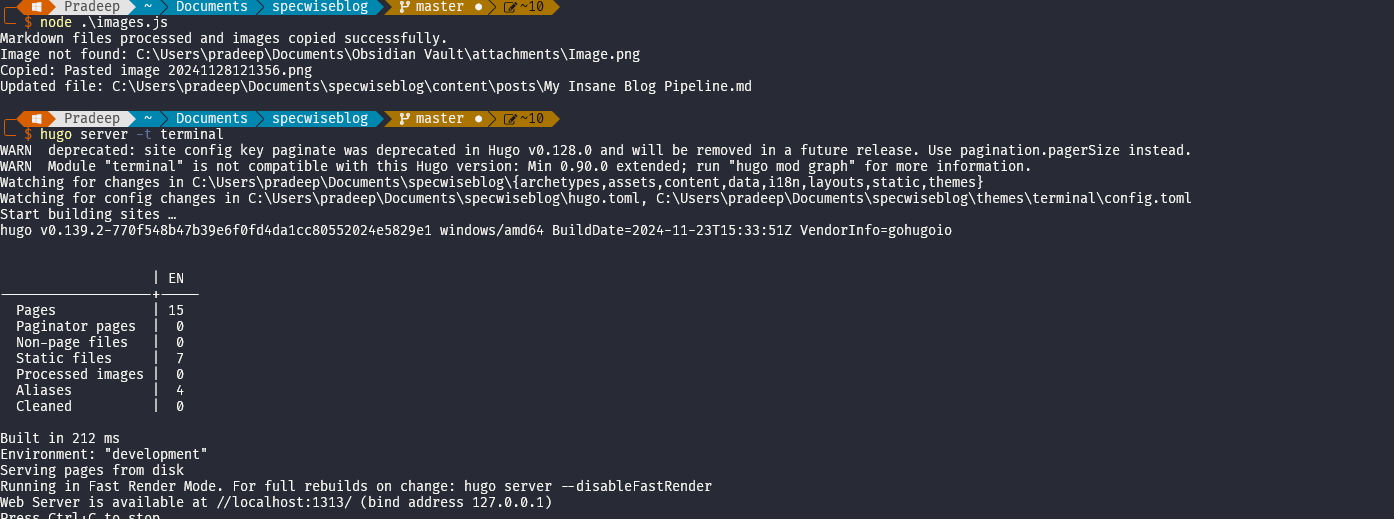 Pradeep ~ Documents specwiseblog master ~10
$ node .\images.js
Markdown files processed and images copied successfully.
Image not found: C:\Users\pradeep\Documents\Obsidian Vault\attachments\Image.png
Copied: Pasted image 20241128121356.png
Updated file: C:\Users\pradeep\Documents\specwiseblog\content\posts\My Insane Blog Pipeline.md
Pradeep ~ Documents specwiseblog master ~10
$ hugo server -t terminal
WARN  deprecated: site config key paginate was deprecated in Hugo v0.128.0 and will be removed in a future release. Use pagination.pagerSize instead.
WARN  Module "terminal" is not compatible with this Hugo version: Min 0.90.0 extended; run "hugo mod graph" for more information.
Watching for changes in C:\Users\pradeep\Documents\specwiseblog\{archetypes,assets,content,data,i18n,layouts,static,themes}
Watching for config changes in C:\Users\pradeep\Documents\specwiseblog\hugo.toml, C:\Users\pradeep\Documents\specwiseblog\themes\terminal\config.toml
Start building sites …
hugo v0.139.2-770f548b47b39e6f0fd4da1cc80552024e5829e1 windows/amd64 BuildDate=2024-11-23T15:33:51Z VendorInfo=gohugoio
| EN
-------------------+-----
Pages | 15
Paginator pages | 0
Non-page files | 0
Static files | 7
Processed images | 0
Aliases | 4
Cleaned | 0
Built in 212 ms
Environment: "development"
Serving pages from disk
Running in Fast Render Mode. For full rebuilds on change: hugo server --disableFastRender
Web Server is available at //localhost:1313/ (bind address 127.0.0.1)
Press Ctrl+C to stop